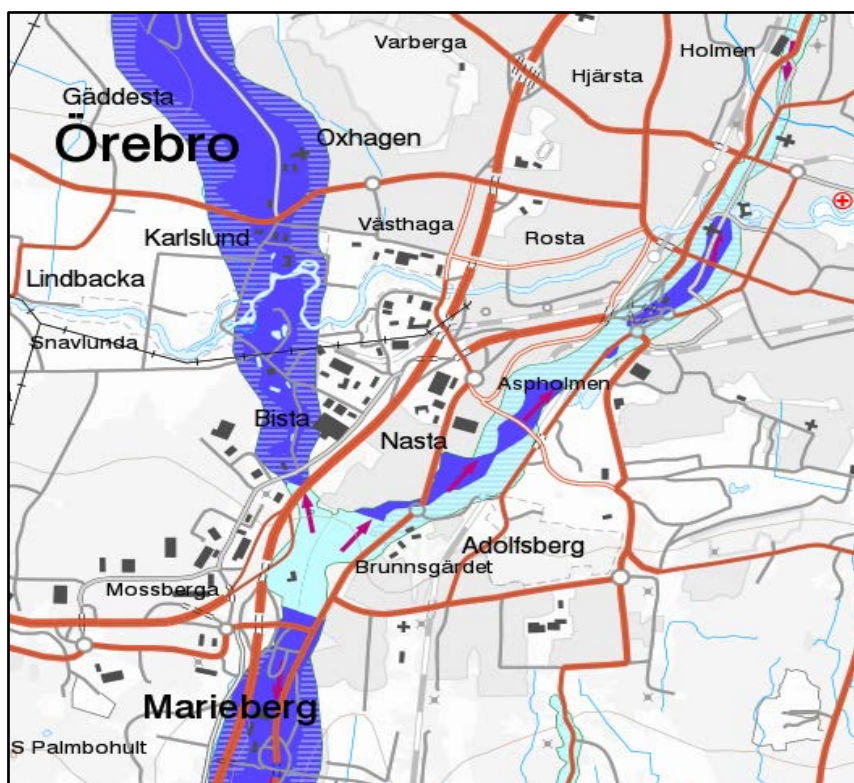 Varberga
Holmen
Hjärsta
Gäddesta
Örebro
Oxhagen
Västhaga
Rosta
Karlslund
Lindbacka
Snavlunda
Aspholmen
Bista
Nasta
Adolfsberg
Brunnsgärdet
Mossberga
Marieberg
S Palmbohult